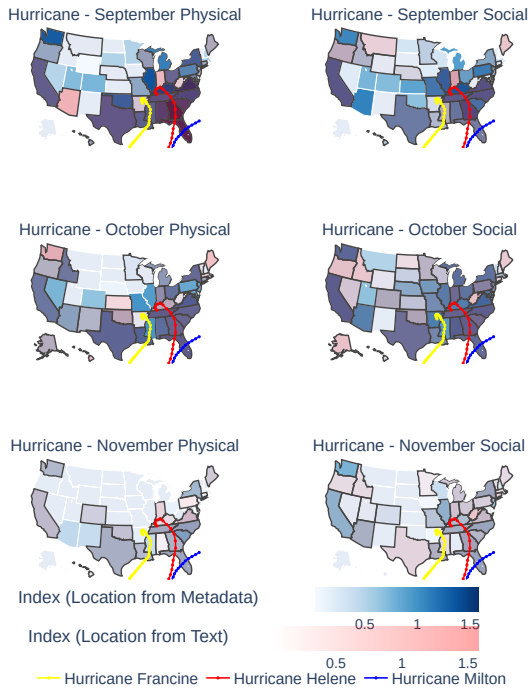 Hurricane - September Physical
Hurricane - September Social
Hurricane - October Physical
Hurricane - October Social
Hurricane - November Physical
Hurricane - November Social
Index (Location from Metadata)
0.5 1 1.5
Index (Location from Text)
0.5 1 1.5
Hurricane Francine Hurricane Helene Hurricane Milton